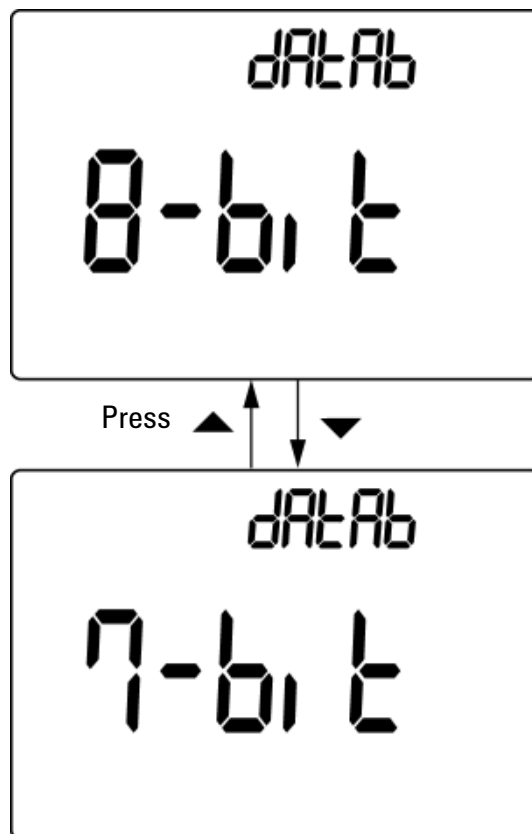 dAtAb
8-bit
Press ▲ ▼
dAtAb
7-bit